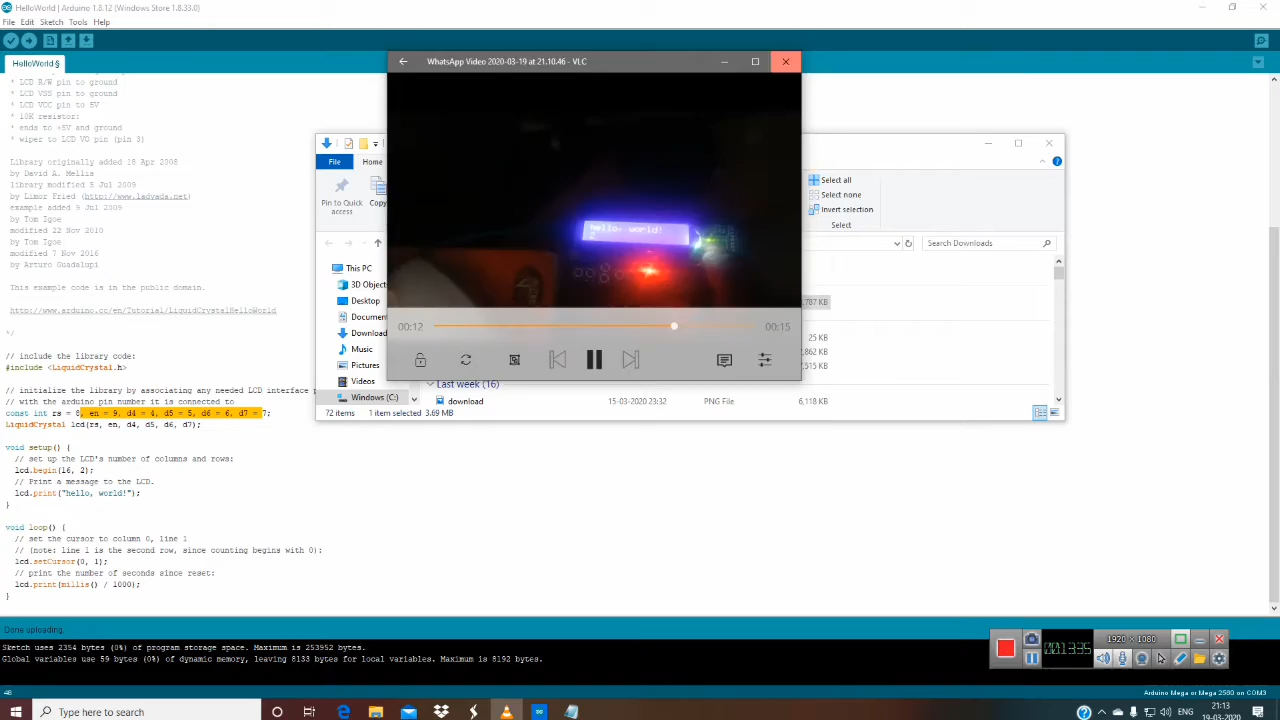 HelloWorld | Arduino 1.8.12 (Windows Store 1.8.33.0)
File Edit Sketch Tools Help
HelloWorld §
* LCD R/W pin to ground
* LCD VSS pin to ground
* LCD VCC pin to 5V
* 10K resistor:
* ends to +5V and ground
* wiper to LCD VO pin (pin 3)
Library originally added 18 Apr 2008
by David A. Mellis
library modified 5 Jul 2009
by Limor Fried (http://www.ladyada.net)
example added 9 Jul 2009
by Tom Igoe
modified 22 Nov 2010
by Tom Igoe
modified 7 Nov 2016
by Arturo Guadalupi
This example code is in the public domain.
http://www.arduino.cc/en/Tutorial/LiquidCrystalHelloWorld
*/
// include the library code:
#include <LiquidCrystal.h>
// initialize the library by associating any needed LCD interface p
// with the arduino pin number it is connected to
const int rs = 8, en = 9, d4 = 4, d5 = 5, d6 = 6, d7 = 7;
LiquidCrystal lcd(rs, en, d4, d5, d6, d7);
void setup() {
// set up the LCD's number of columns and rows:
lcd.begin(16, 2);
// Print a message to the LCD.
lcd.print("hello, world!");
}
void loop() {
// set the cursor to column 0, line 1
// (note: line 1 is the second row, since counting begins with 0):
lcd.setCursor(0, 1);
// print the number of seconds since reset:
lcd.print(millis() / 1000);
}
Done uploading.
Sketch uses 2354 bytes (0%) of program storage space. Maximum is 253952 bytes.
Global variables use 59 bytes (0%) of dynamic memory, leaving 8133 bytes for local variables. Maximum is 8192 bytes.
48
Arduino Mega or Mega 2560 on COM3
WhatsApp Video 2020-03-19 at 21.10.46 - VLC
hello, world!
2
00:12
00:15
File
Home
Pin to Quick
access
Copy
Select all
Select none
Invert selection
Select
Search Downloads
This PC
3D Objects
Desktop
Documen
Download
Music
Pictures
Videos
Windows (C:)
,787 KB
25 KB
,862 KB
,515 KB
Last week (16)
download 15-03-2020 23:32 PNG File 6,118 KB
72 items 1 item selected 3.69 MB
1920 × 1080
Type here to search
21:13
19-03-2020